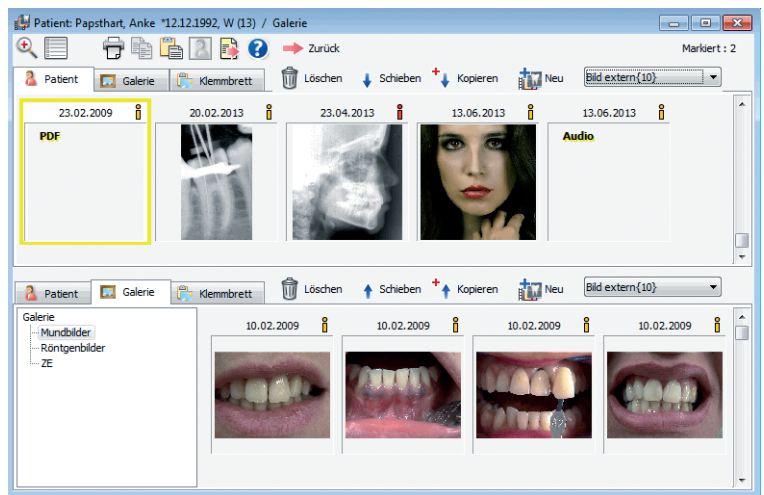 Patient: Papsthart, Anke *12.12.1992, W (13) / Galerie
Zurück Markiert : 2
Patient Galerie Klemmbrett Löschen Schieben Kopieren Neu Bild extern{10}
23.02.2009 20.02.2013 23.04.2013 13.06.2013 13.06.2013
PDF Audio
Patient Galerie Klemmbrett Löschen Schieben Kopieren Neu Bild extern{10}
Galerie
Mundbilder
Röntgenbilder
ZE
10.02.2009 10.02.2009 10.02.2009 10.02.2009